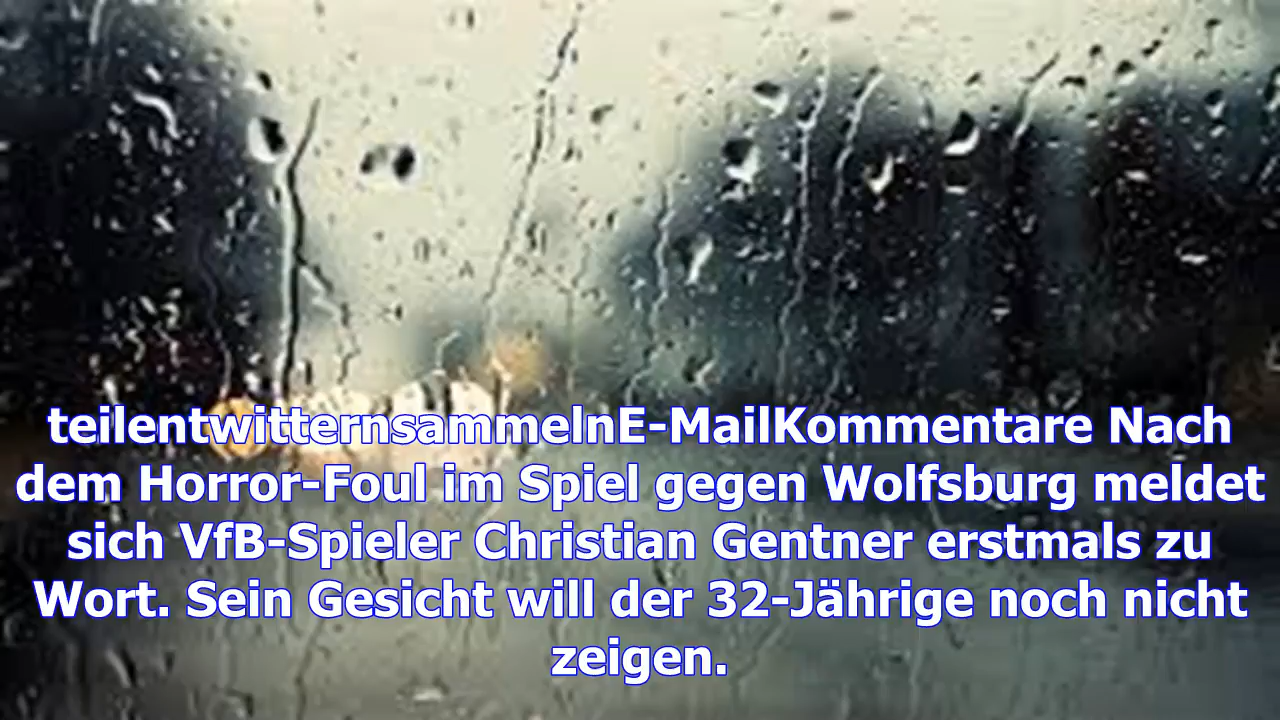 teilentwitternsammelnE-MailKommentare Nach
dem Horror-Foul im Spiel gegen Wolfsburg meldet
sich VfB-Spieler Christian Gentner erstmals zu
Wort. Sein Gesicht will der 32-Jährige noch nicht
zeigen.